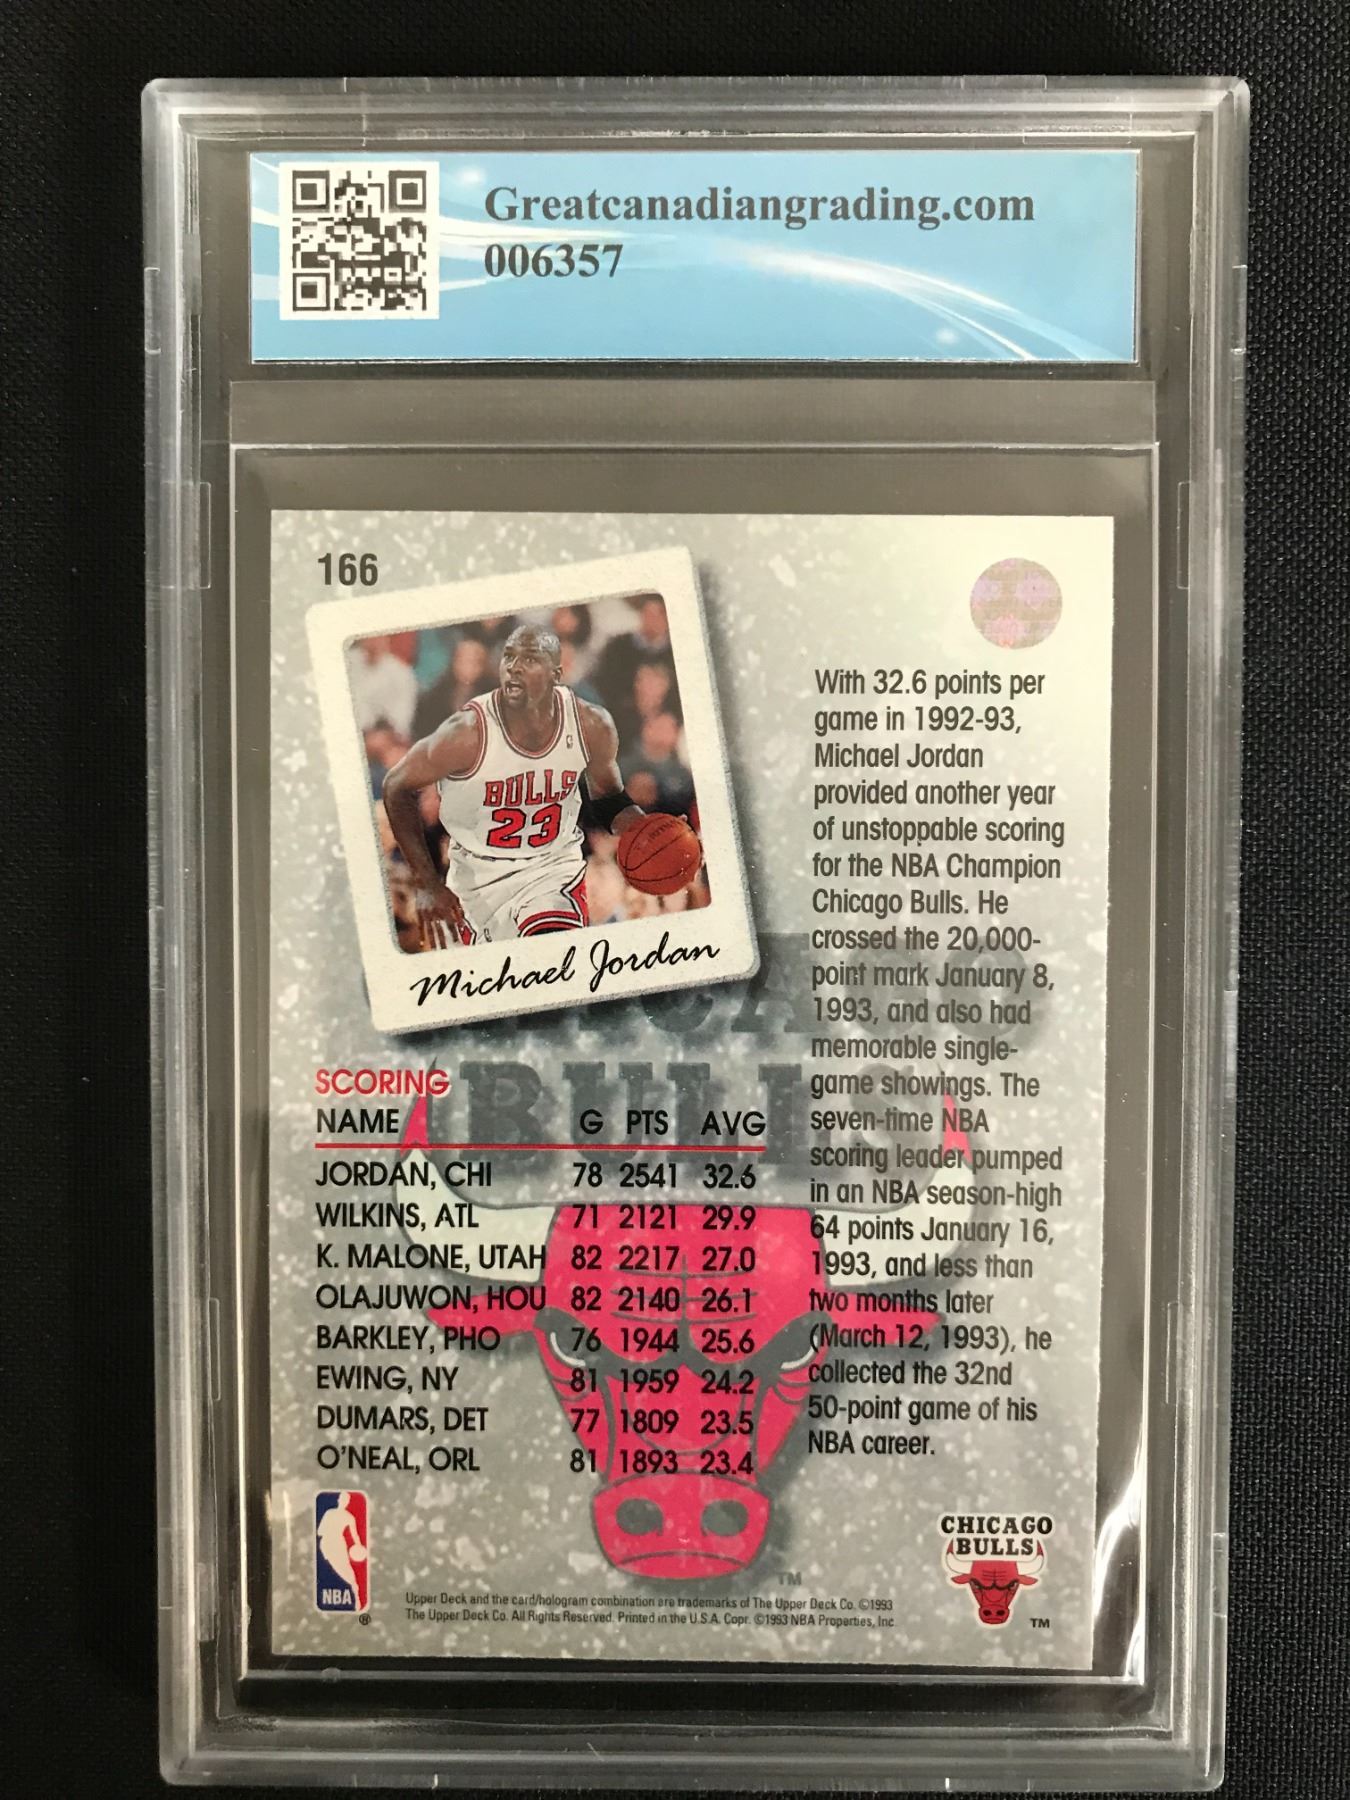 Greatcanadiangrading.com
006357
166
BULLS
23
Michael Jordan
With 32.6 points per
game in 1992-93,
Michael Jordan
provided another year
of unstoppable scoring
for the NBA Champion
Chicago Bulls. He
crossed the 20,000-
point mark January 8,
1993, and also had
memorable single-
game showings. The
seven-time NBA
scoring leader pumped
in an NBA season-high
64 points January 16,
1993, and less than
two months later
(March 12, 1993), he
collected the 32nd
50-point game of his
NBA career.
CHICAGO
BULLS
SCORING
NAME G PTS AVG
JORDAN, CHI 78 2541 32.6
WILKINS, ATL 71 2121 29.9
K. MALONE, UTAH 82 2217 27.0
OLAJUWON, HOU 82 2140 26.1
BARKLEY, PHO 76 1944 25.6
EWING, NY 81 1959 24.2
DUMARS, DET 77 1809 23.5
O'NEAL, ORL 81 1893 23.4
TM
NBA ®
Upper Deck and the card/hologram combination are trademarks of The Upper Deck Co. ©1993
The Upper Deck Co. All Rights Reserved. Printed in the U.S.A. Copr. ©1993 NBA Properties, Inc.
CHICAGO
BULLS
TM